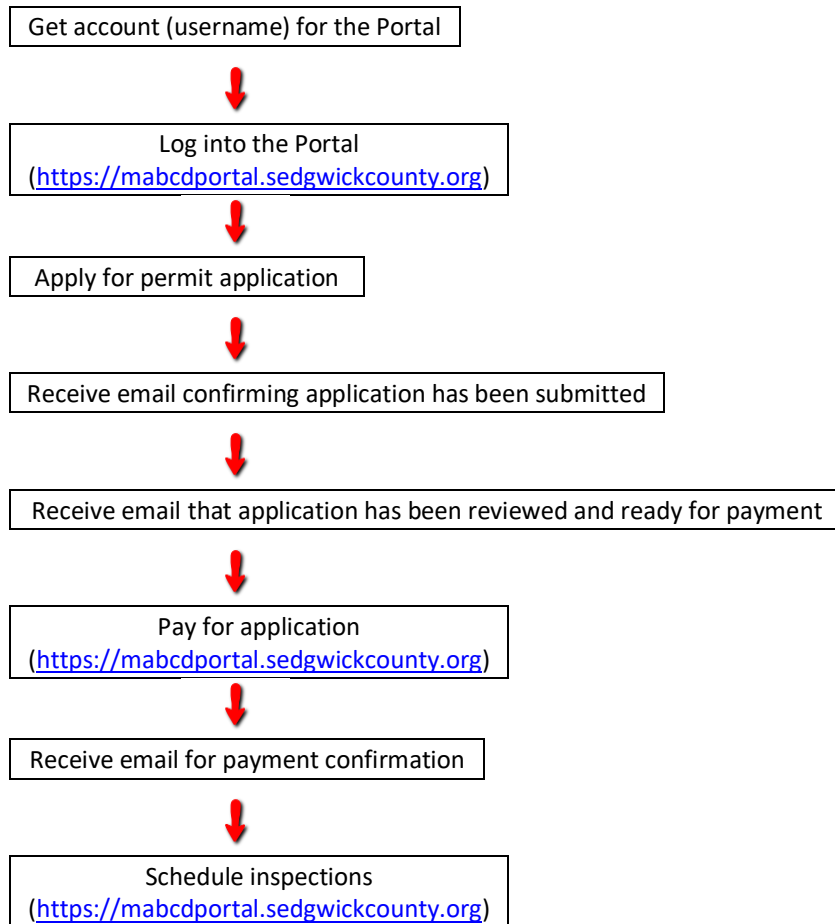 Get account (username) for the Portal
Log into the Portal
(https://mabcdportal.sedgwickcounty.org)
Apply for permit application
Receive email confirming application has been submitted
Receive email that application has been reviewed and ready for payment
Pay for application
(https://mabcdportal.sedgwickcounty.org)
Receive email for payment confirmation
Schedule inspections
(https://mabcdportal.sedgwickcounty.org)